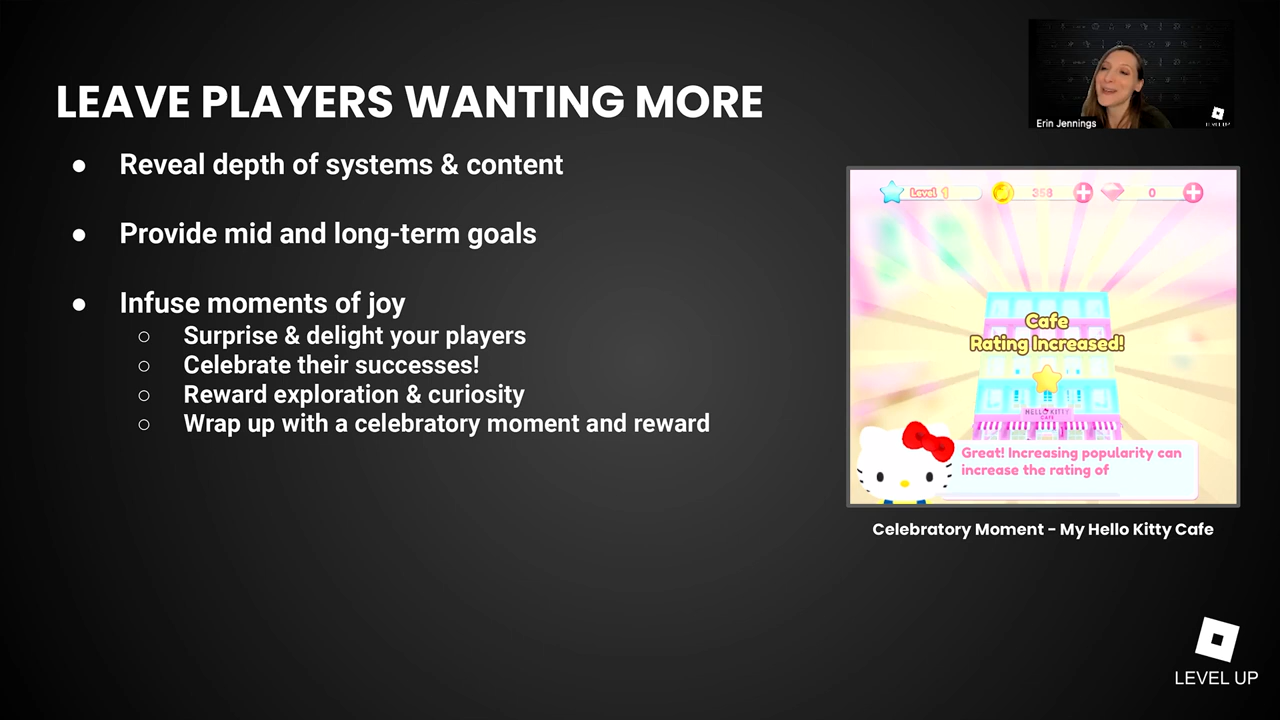 LEAVE PLAYERS WANTING MORE
● Reveal depth of systems & content
● Provide mid and long-term goals
● Infuse moments of joy
○ Surprise & delight your players
○ Celebrate their successes!
○ Reward exploration & curiosity
○ Wrap up with a celebratory moment and reward
Erin Jennings
Level 1
358
0
Cafe
Rating Increased!
HELLO KITTY
CAFE
Great! Increasing popularity can
increase the rating of
Celebratory Moment - My Hello Kitty Cafe
LEVEL UP